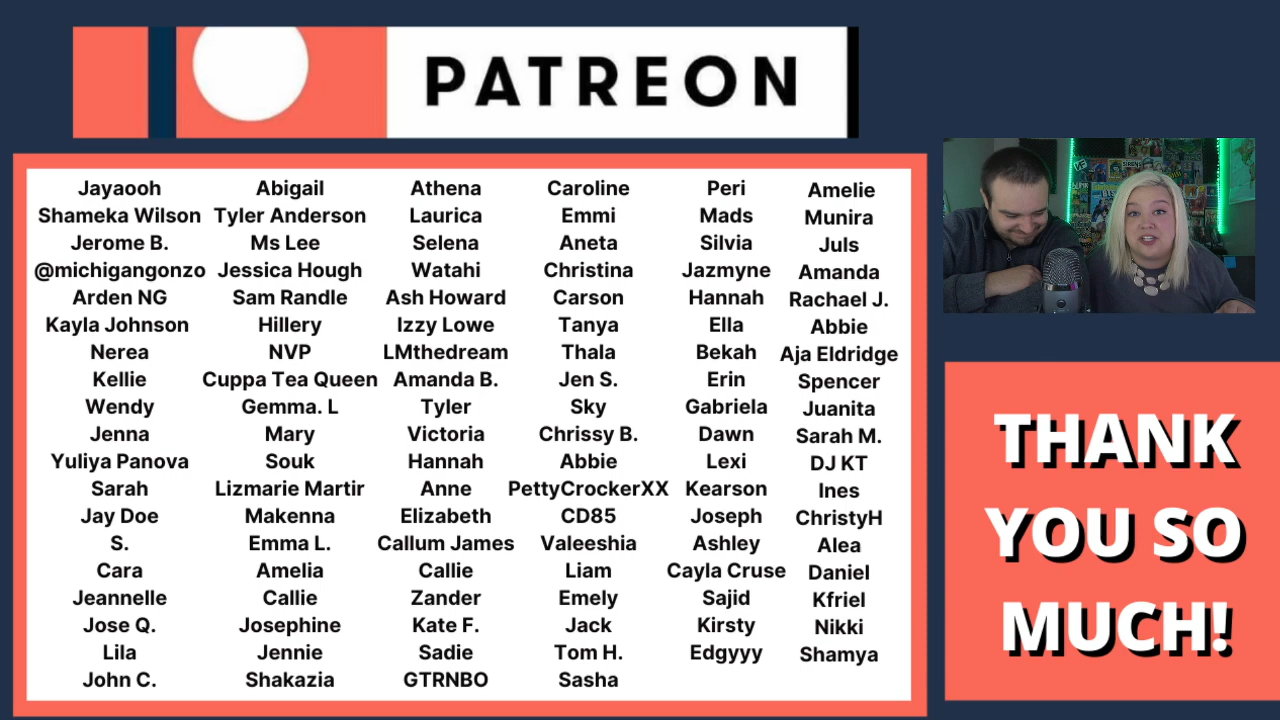 PATREON
Jayaooh
Shameka Wilson
Jerome B.
@michigangonzo
Arden NG
Kayla Johnson
Nerea
Kellie
Wendy
Jenna
Yuliya Panova
Sarah
Jay Doe
S.
Cara
Jeannelle
Jose Q.
Lila
John C.
Abigail
Tyler Anderson
Ms Lee
Jessica Hough
Sam Randle
Hillery
NVP
Cuppa Tea Queen
Gemma. L
Mary
Souk
Lizmarie Martir
Makenna
Emma L.
Amelia
Callie
Josephine
Jennie
Shakazia
Athena
Laurica
Selena
Watahi
Ash Howard
Izzy Lowe
LMthedream
Amanda B.
Tyler
Victoria
Hannah
Anne
Elizabeth
Callum James
Callie
Zander
Kate F.
Sadie
GTRNBO
Caroline
Emmi
Aneta
Christina
Carson
Tanya
Thala
Jen S.
Sky
Chrissy B.
Abbie
PettyCrockerXX
CD85
Valeeshia
Liam
Emely
Jack
Tom H.
Sasha
Peri
Mads
Silvia
Jazmyne
Hannah
Ella
Bekah
Erin
Gabriela
Dawn
Lexi
Kearson
Joseph
Ashley
Cayla Cruse
Sajid
Kirsty
Edgyyy
Amelie
Munira
Juls
Amanda
Rachael J.
Abbie
Aja Eldridge
Spencer
Juanita
Sarah M.
DJ KT
Ines
ChristyH
Alea
Daniel
Kfriel
Nikki
Shamya
THANK
YOU SO
MUCH!